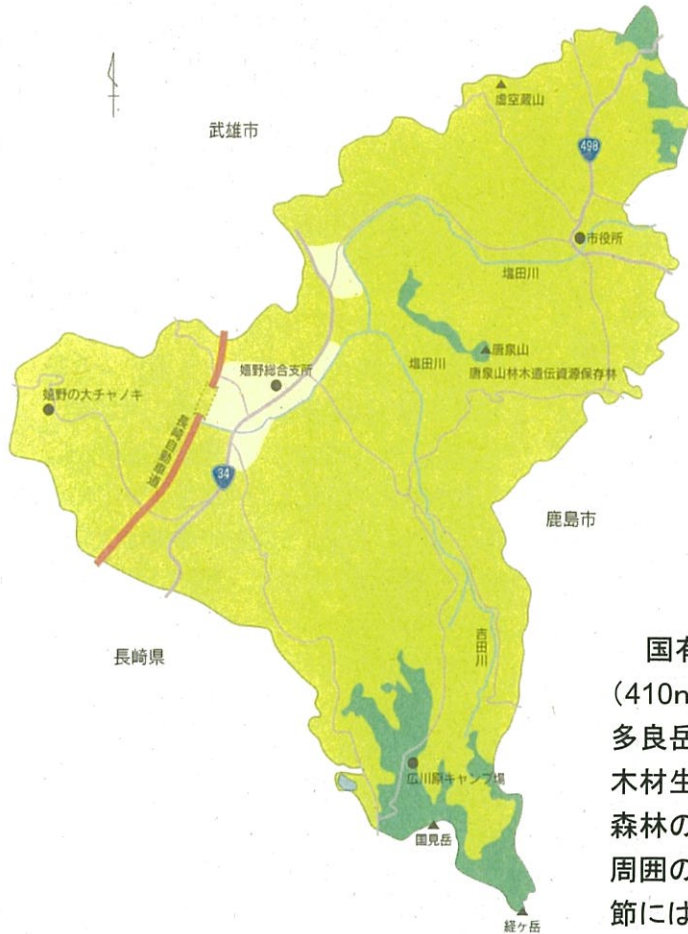 武雄市
虚空蔵山
498
市役所
塩田川
唐泉山
塩田川
唐泉山林木遺伝資源保存林
嬉野総合支所
嬉野の大チャノキ
長崎自動車道
34
鹿島市
長崎県
吉田川
広川原キャンプ場
国見岳
経ケ岳
国有
(410m
多良岳
木材生
森林の
周囲の
節には